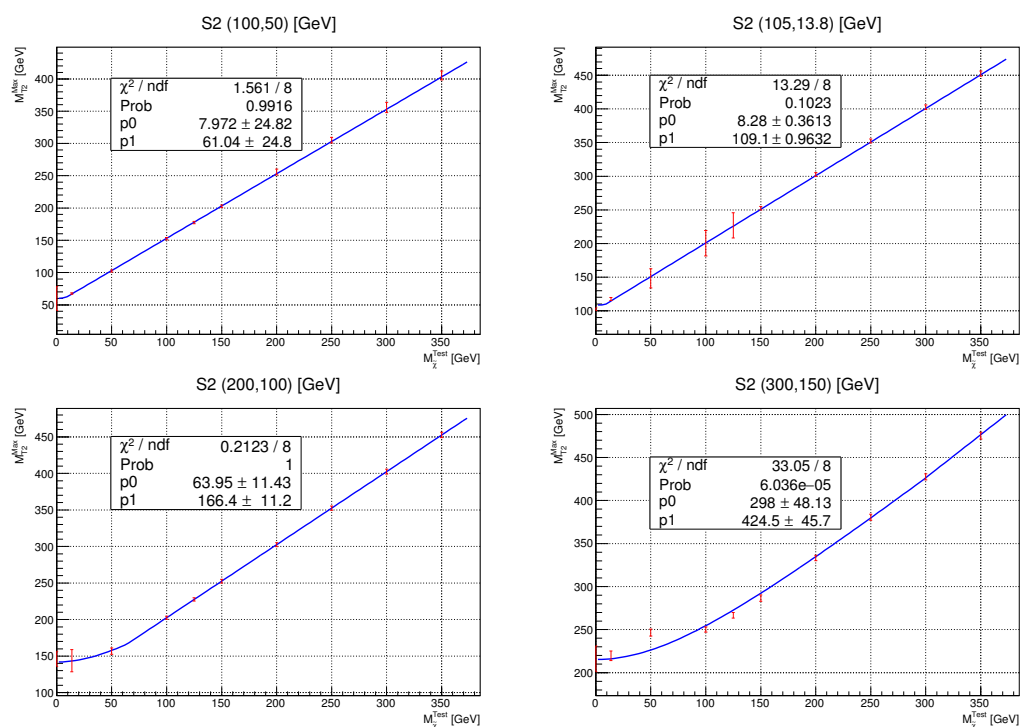 S2 (100,50) [GeV]
M_T2^Max [GeV]
400
350
300
250
200
150
100
50
χ² / ndf 1.561 / 8
Prob 0.9916
p0 7.972 ± 24.82
p1 61.04 ± 24.8
0 50 100 150 200 250 300 350
M_χ̃^Test [GeV]
S2 (105,13.8) [GeV]
M_T2^Max [GeV]
450
400
350
300
250
200
150
100
χ² / ndf 13.29 / 8
Prob 0.1023
p0 8.28 ± 0.3613
p1 109.1 ± 0.9632
0 50 100 150 200 250 300 350
M_χ̃^Test [GeV]
S2 (200,100) [GeV]
M_T2^Max [GeV]
450
400
350
300
250
200
150
100
χ² / ndf 0.2123 / 8
Prob 1
p0 63.95 ± 11.43
p1 166.4 ± 11.2
0 50 100 150 200 250 300 350
M_χ̃^Test [GeV]
S2 (300,150) [GeV]
M_T2^Max [GeV]
500
450
400
350
300
250
200
χ² / ndf 33.05 / 8
Prob 6.036e−05
p0 298 ± 48.13
p1 424.5 ± 45.7
0 50 100 150 200 250 300 350
M_χ̃^Test [GeV]